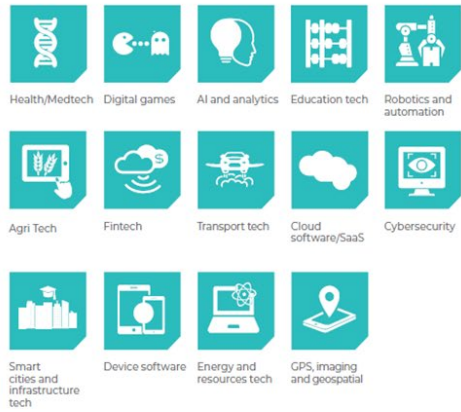 Health/Medtech
Digital games
AI and analytics
Education tech
Robotics and
automation
Agri Tech
$
Fintech
Transport tech
Cloud
software/SaaS
Cybersecurity
Smart
cities and
infrastructure
tech
Device software
Energy and
resources tech
GPS, imaging
and geospatial